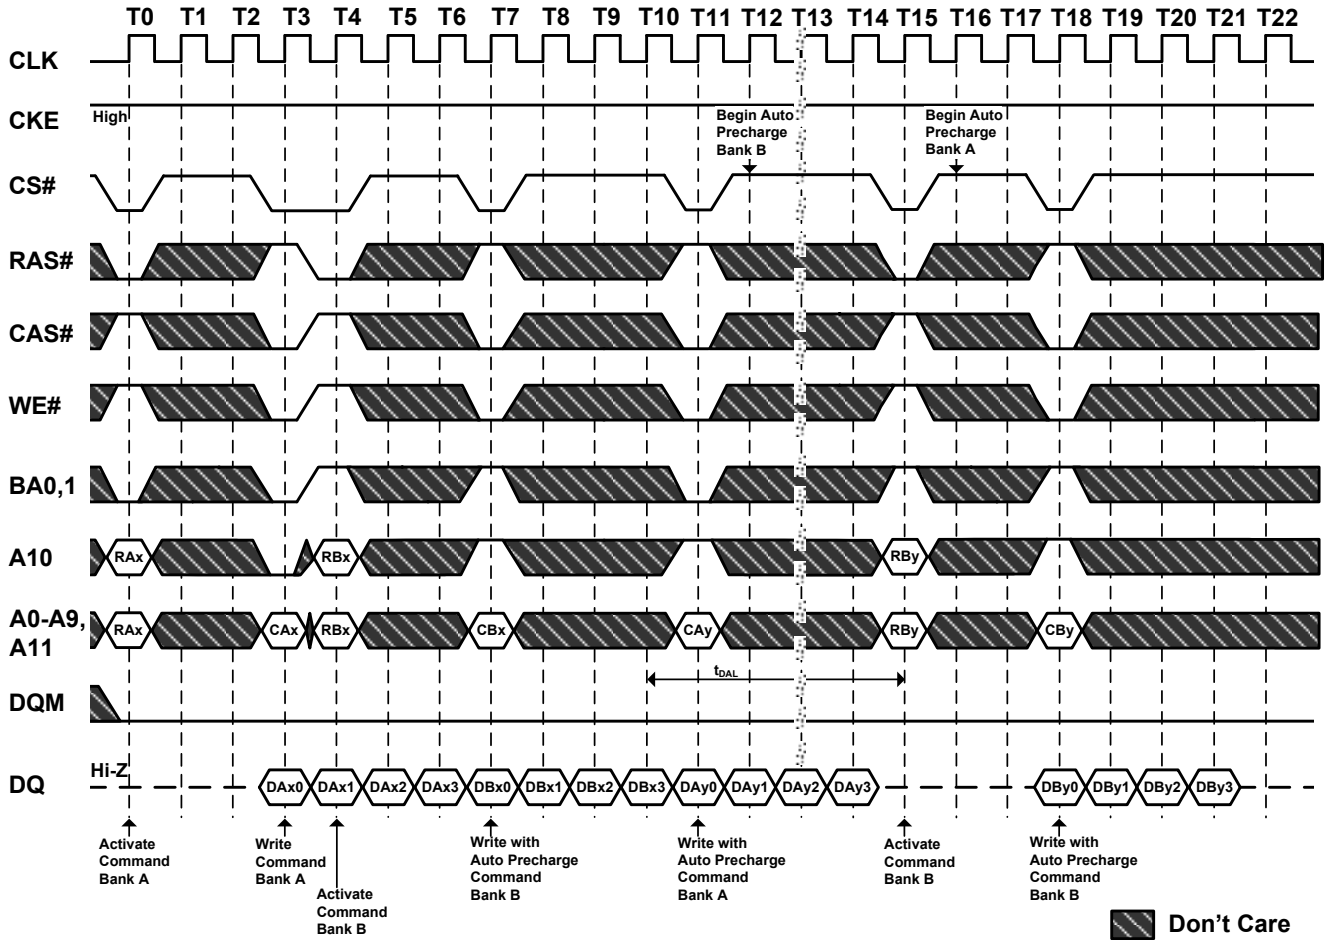 T0 T1 T2 T3 T4 T5 T6 T7 T8 T9 T10 T11 T12 T13 T14 T15 T16 T17 T18 T19 T20 T21 T22
CLK
CKE
High
Begin Auto
Precharge
Bank B
Begin Auto
Precharge
Bank A
CS#
RAS#
CAS#
WE#
BA0,1
A10
RAx RBx RBy
A0-A9,
A11
RAx CAx RBx CBx CAy RBy CBy
tDAL
DQM
DQ
Hi-Z
DAx0 DAx1 DAx2 DAx3 DBx0 DBx1 DBx2 DBx3 DAy0 DAy1 DAy2 DAy3 DBy0 DBy1 DBy2 DBy3
Activate
Command
Bank A
Write
Command
Bank A
Activate
Command
Bank B
Write with
Auto Precharge
Command
Bank B
Write with
Auto Precharge
Command
Bank A
Activate
Command
Bank B
Write with
Auto Precharge
Command
Bank B
Don't Care